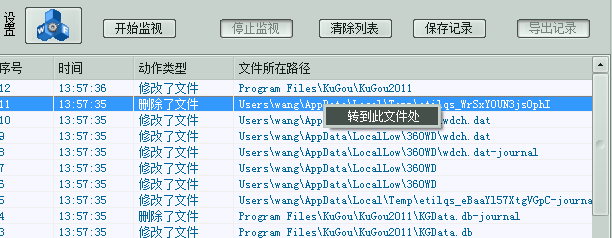 设置
开始监视 停止监视 清除列表 保存记录 导出记录
序号 时间 动作类型 文件所在路径
12 13:57:36 修改了文件 Program Files\KuGou\KuGou2011
11 13:57:35 删除了文件 Users\wang\AppData\Local\Temp\etilqs_WrSxYOUN3jsOphI
转到此文件处
10 13:57:35 修改了文件 Users\wang\AppData\LocalLow\360WD\wdch.dat
9 13:57:35 修改了文件 Users\wang\AppData\LocalLow\360WD\wdch.dat
8 13:57:35 修改了文件 Users\wang\AppData\LocalLow\360WD\wdch.dat-journal
7 13:57:35 修改了文件 Users\wang\AppData\LocalLow\360WD
6 13:57:35 修改了文件 Users\wang\AppData\LocalLow\360WD
5 13:57:35 修改了文件 Users\wang\AppData\Local\Temp\etilqs_eBaaYl57XtgVGpC-journa
4 13:57:35 删除了文件 Program Files\KuGou\KuGou2011\KGData.db-journal
3 13:57:35 修改了文件 Program Files\KuGou\KuGou2011\KGData.db